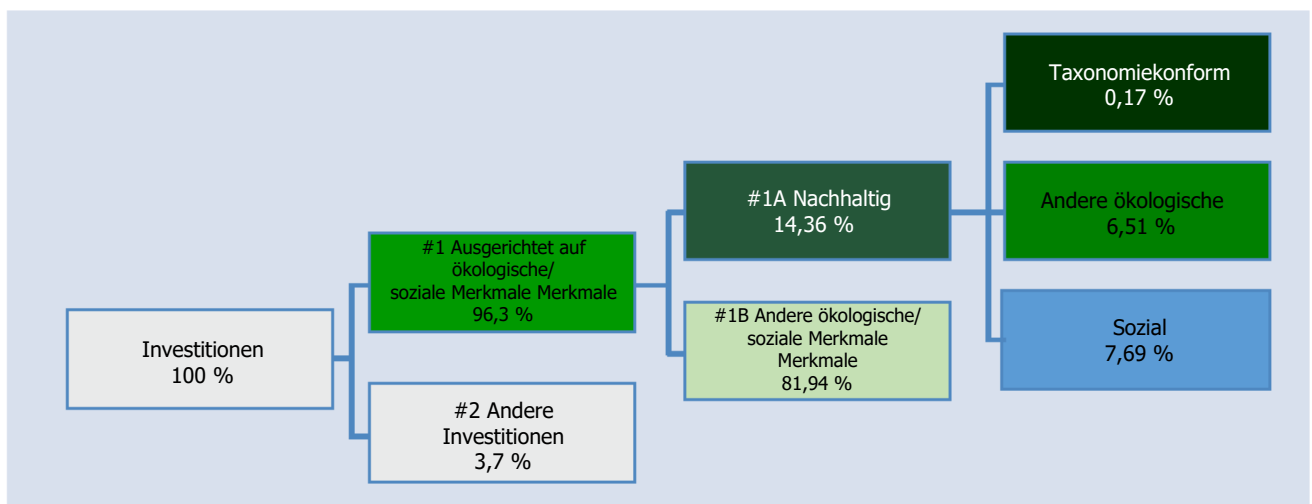 Investitionen
100 %
#1 Ausgerichtet auf
ökologische/
soziale Merkmale Merkmale
96,3 %
#2 Andere
Investitionen
3,7 %
#1A Nachhaltig
14,36 %
#1B Andere ökologische/
soziale Merkmale
Merkmale
81,94 %
Taxonomiekonform
0,17 %
Andere ökologische
6,51 %
Sozial
7,69 %